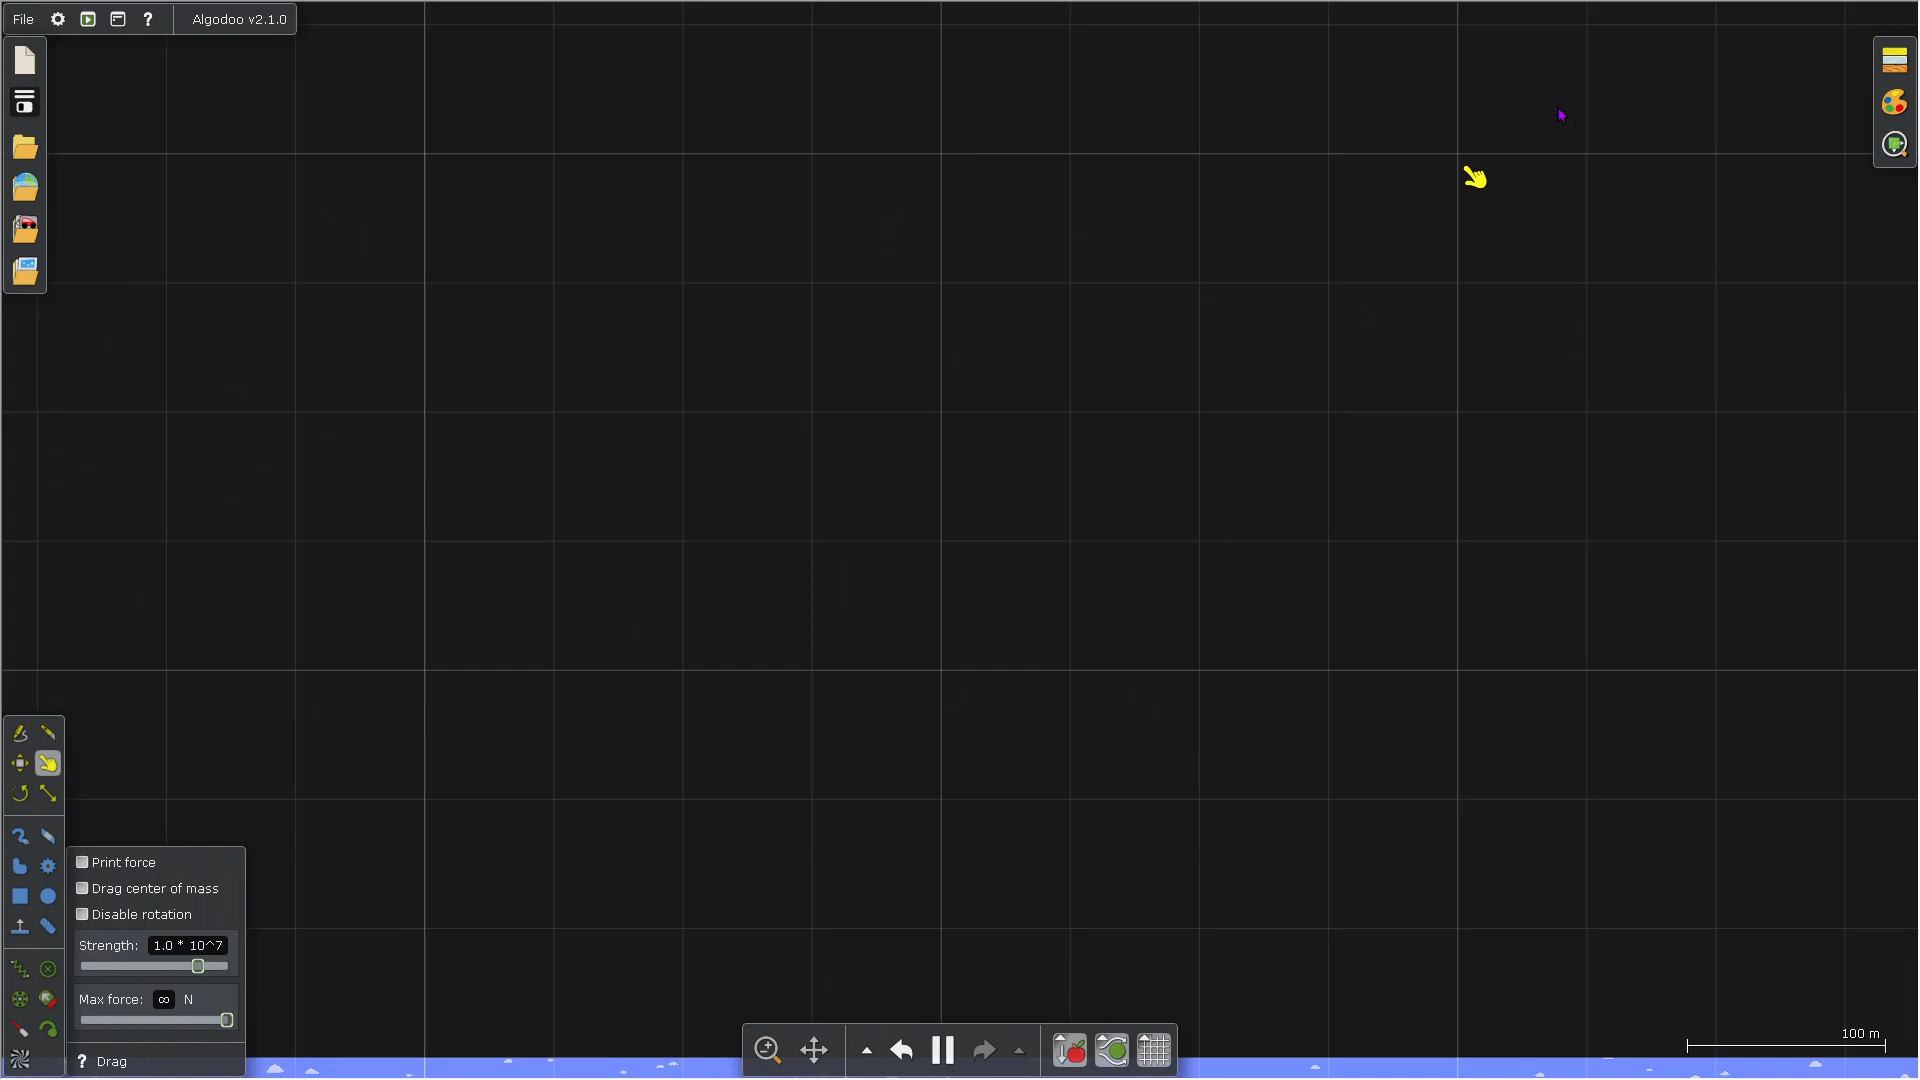 File ? Algodoo v2.1.0
Print force
Drag center of mass
Disable rotation
Strength: 1.0 * 10^7
Max force: ∞ N
? Drag
100 m